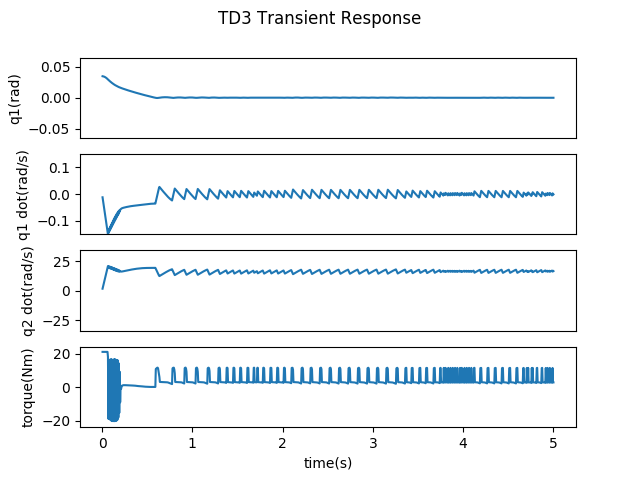 TD3 Transient Response
q1(rad)
0.05
0.00
−0.05
q1 dot(rad/s)
0.1
0.0
−0.1
q2 dot(rad/s)
25
0
−25
torque(Nm)
20
0
−20
0 1 2 3 4 5
time(s)